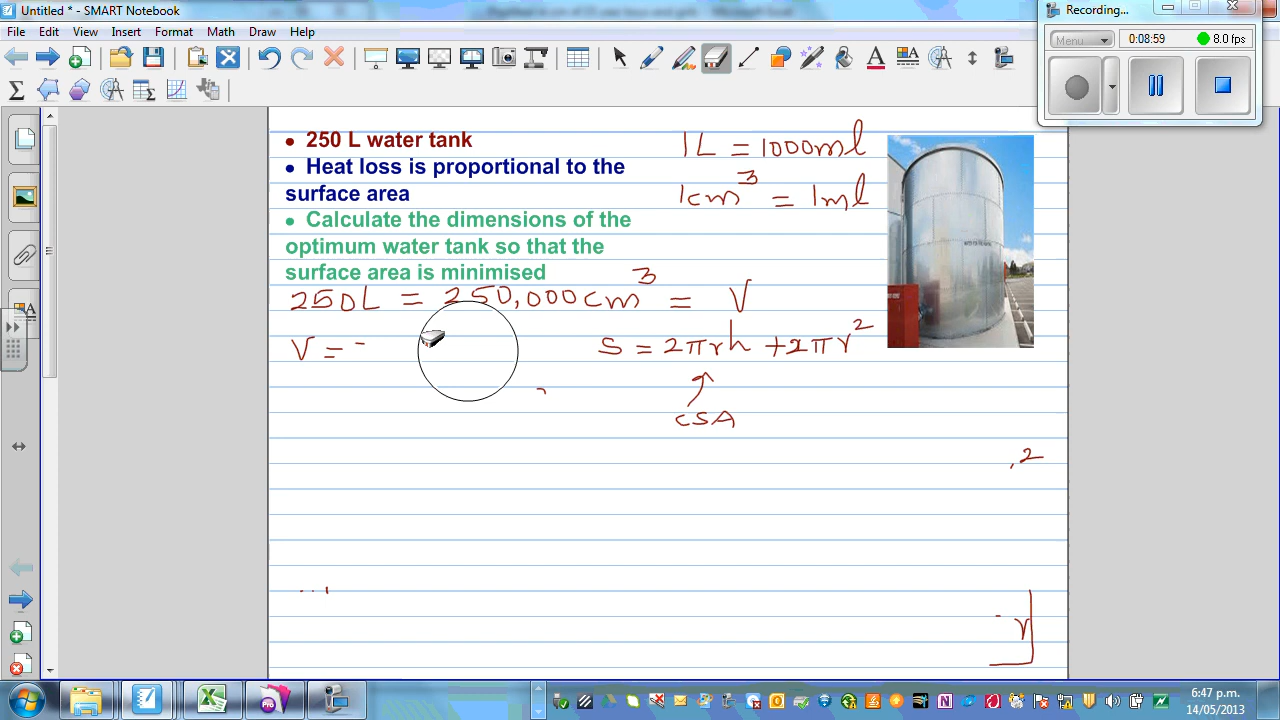 Untitled * - SMART Notebook
Recording...
File Edit View Insert Format Math Draw Help
Menu
0:08:59
8.0 fps
• 250 L water tank
• Heat loss is proportional to the
surface area
• Calculate the dimensions of the
optimum water tank so that the
surface area is minimised
1L = 1000ml
1cm³ = 1ml
250L = 250,000cm³ = V
V =
S = 2πrh + 2πr²
CSA
2
r
6:47 p.m.
14/05/2013